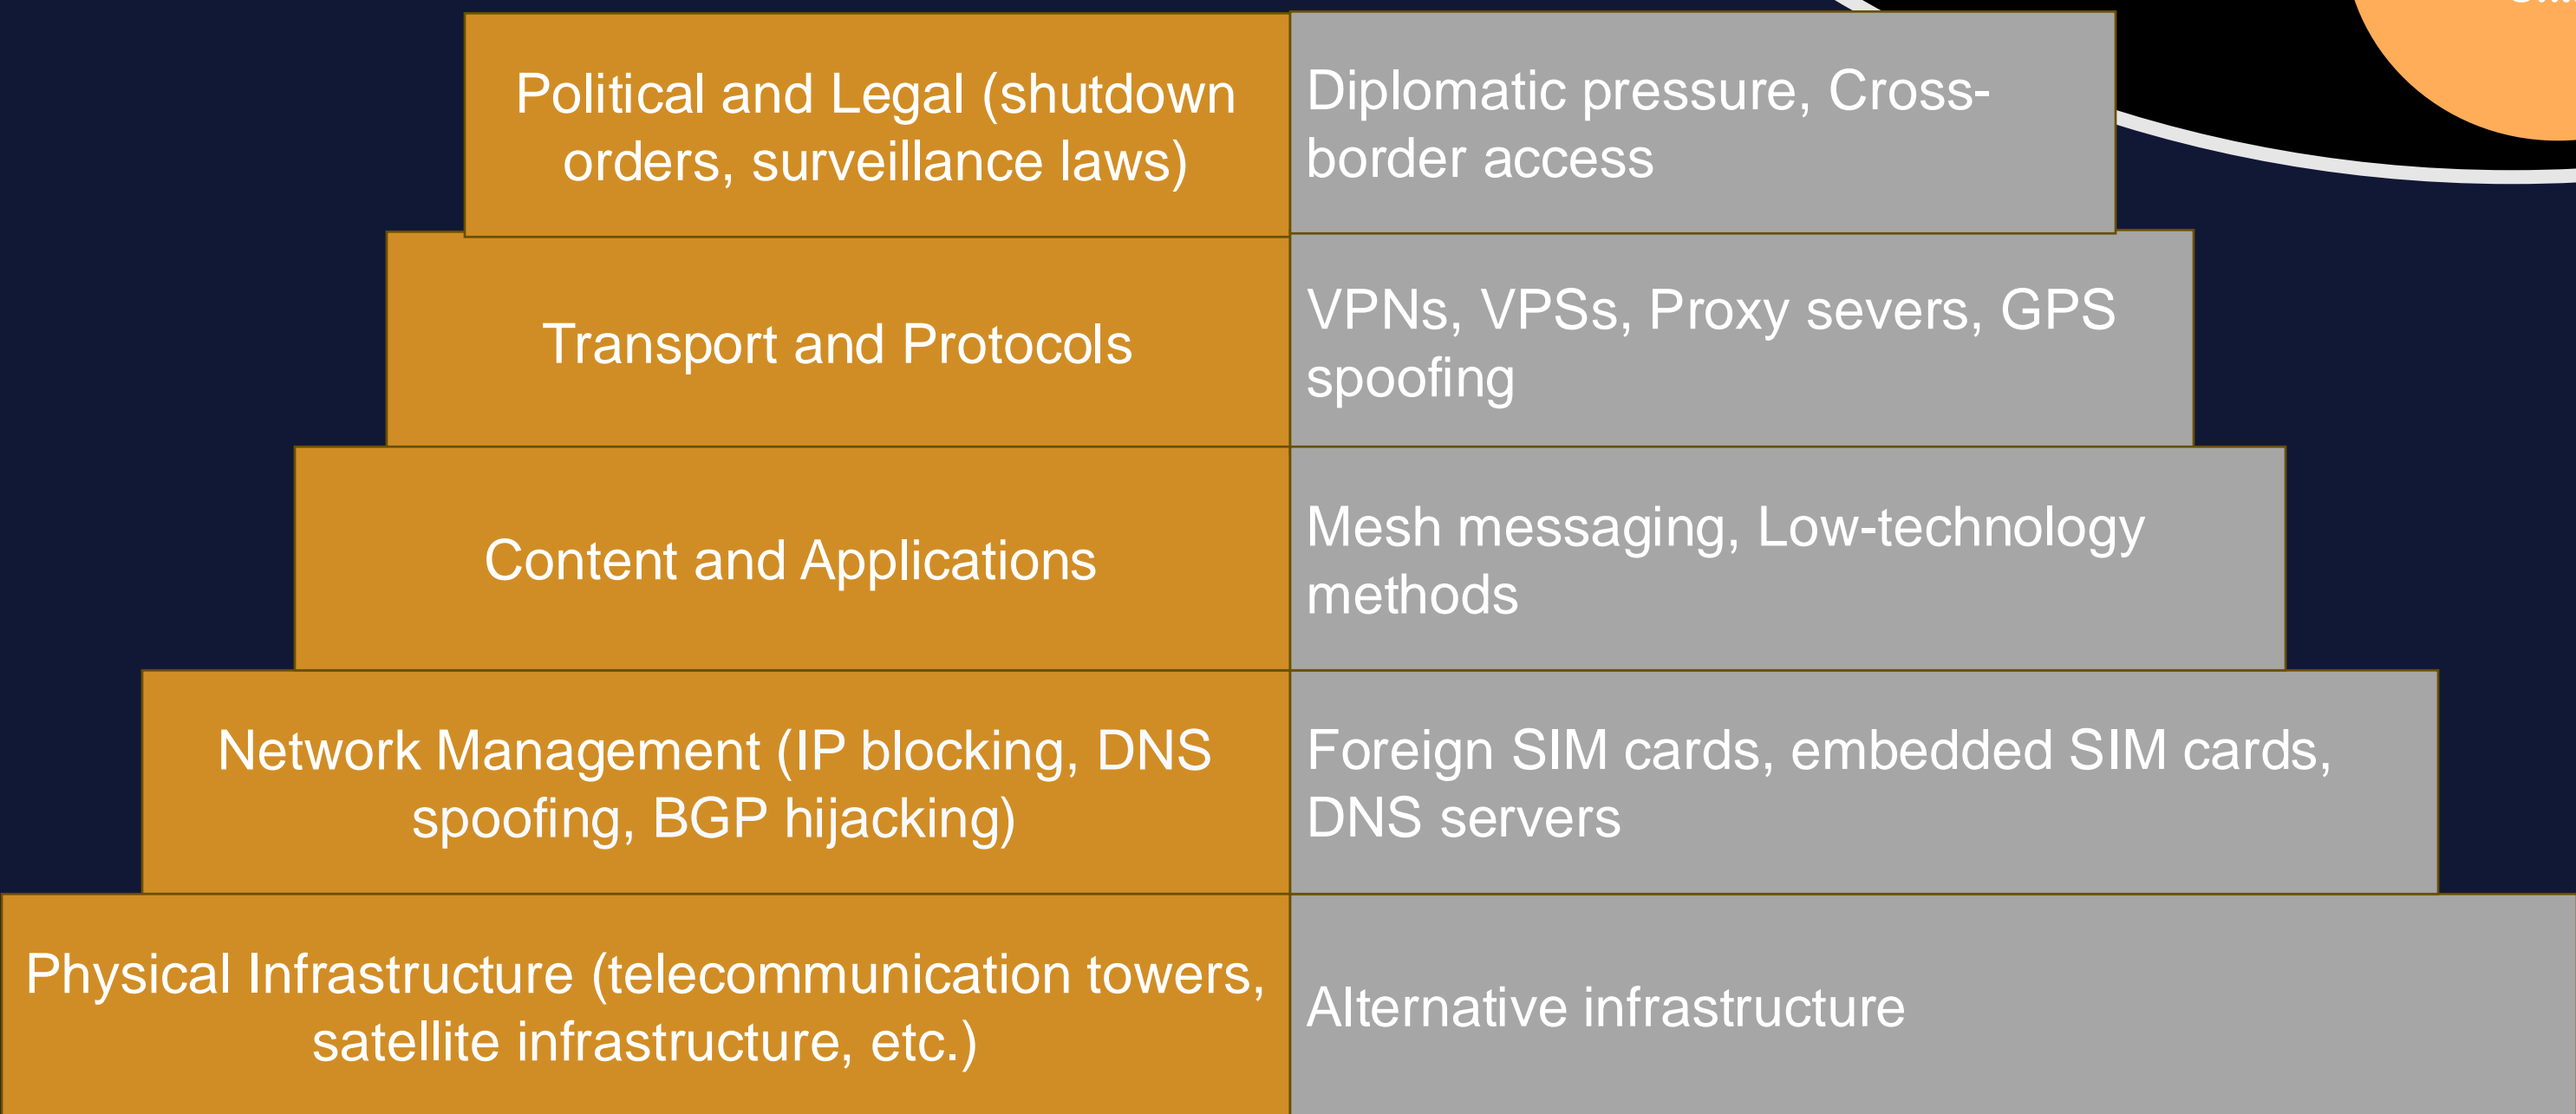 Political and Legal (shutdown
orders, surveillance laws)
Diplomatic pressure, Cross-
border access
Transport and Protocols
VPNs, VPSs, Proxy severs, GPS
spoofing
Content and Applications
Mesh messaging, Low-technology
methods
Network Management (IP blocking, DNS
spoofing, BGP hijacking)
Foreign SIM cards, embedded SIM cards,
DNS servers
Physical Infrastructure (telecommunication towers,
satellite infrastructure, etc.)
Alternative infrastructure